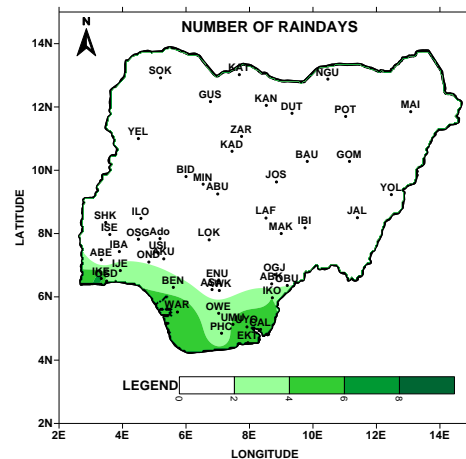 NUMBER OF RAINDAYS
N
14N
12N
10N
8N
6N
4N
2N
LATITUDE
SOK
KAT
NGU
GUS
KAN
DUT
POT
MAI
YEL
ZAR
KAD
BAU
GOM
BID
MIN
ABU
JOS
YOL
SHK
ILO
ISE
OSG
Ado
LOK
LAF
MAK
IBI
JAL
IBA
USI
AKU
ABE
IJE
OND
IKE
BEN
ENU
AWK
OGJ
ABK
OBU
IKO
OWE
UMU
UYO
CAL
PHC
EKT
LEGEND
0
2
4
6
8
2E
4E
6E
8E
10E
12E
14E
LONGITUDE